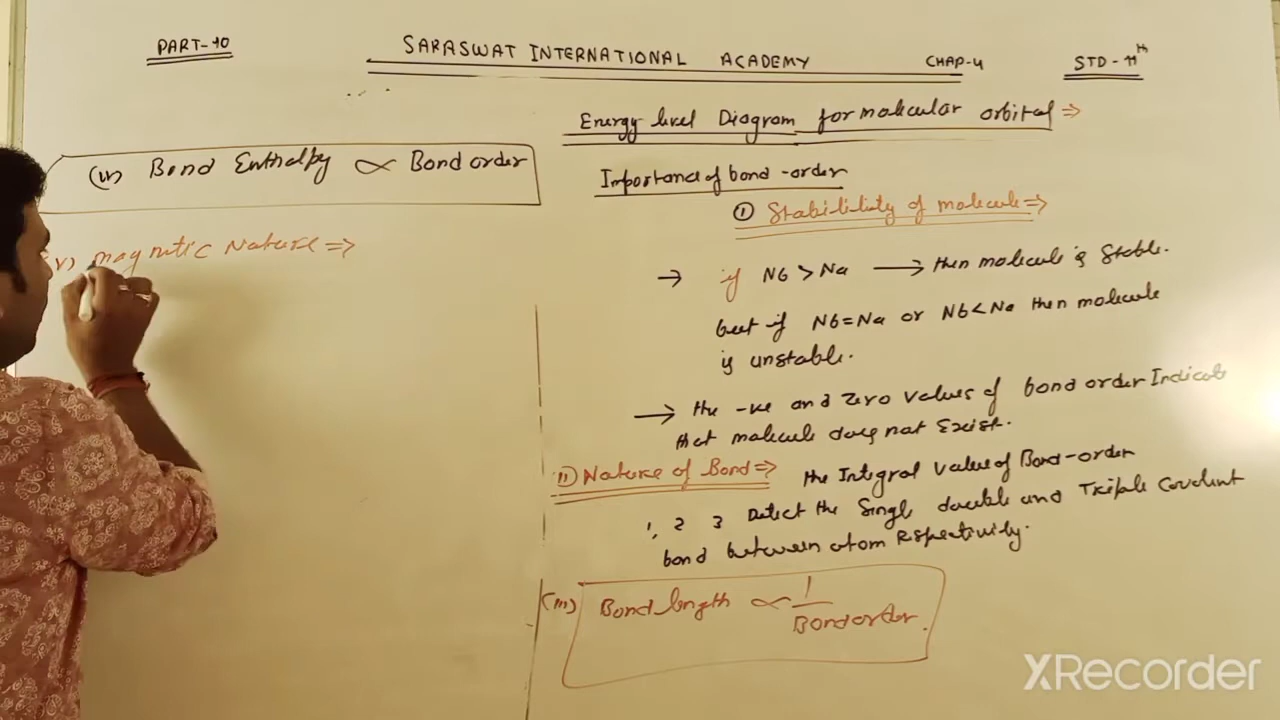 PART-10
SARASWAT INTERNATIONAL ACADEMY
CHAP-4
STD-11th
Energy level Diagram for molecular orbital ⇒
Importance of bond-order
① Stabilility of molecule ⇒
→ if Nb > Na ⟶ then molecule is Stable.
but if Nb = Na or Nb < Na then molecule
is unstable.
→ the -ve and zero values of bond order Indicate
that molecule does not Exist.
II) Nature of Bond ⇒ the Integral value of Bond-order
1, 2 3 Detect the Single double and Triple Covalent
bond between atom Respectivity.
(III) Bond length ∝ 1/Bond order.
(IV) Bond Enthalpy ∝ Bond order
V) magnetic Nature ⇒
XRecorder